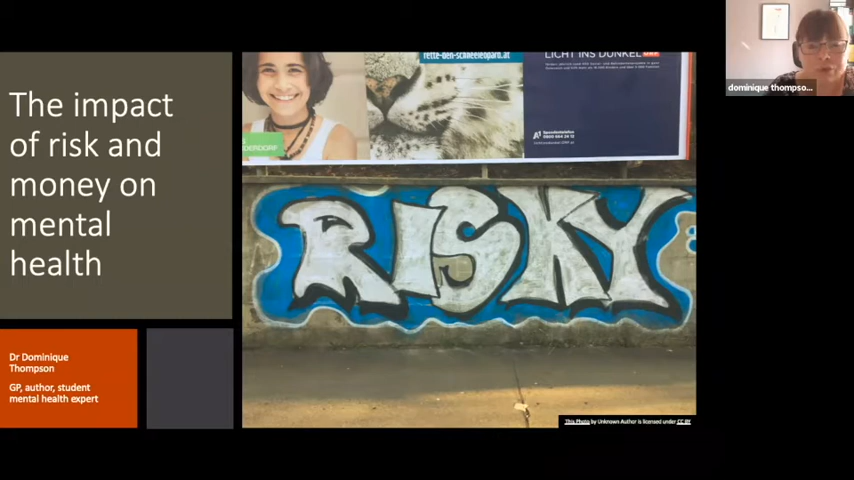 The impact
of risk and
money on
mental
health
Dr Dominique
Thompson
GP, author, student
mental health expert
rette-den-schneeleopard.at
LICHT INS DUNKEL
RISKY
This Photo by Unknown Author is licensed under CC BY
dominique thompso...